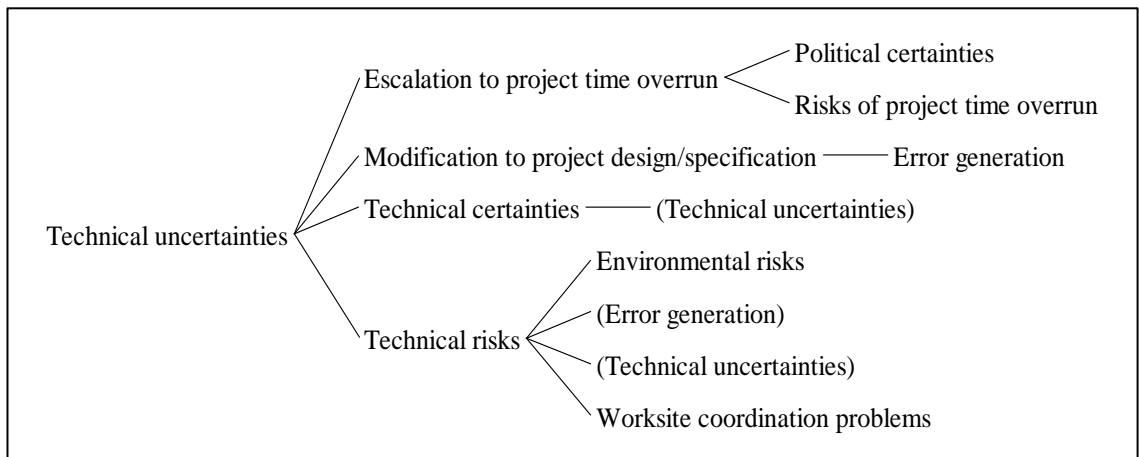 Political certainties
Escalation to project time overrun
Risks of project time overrun
Modification to project design/specification
Error generation
Technical certainties
(Technical uncertainties)
Technical uncertainties
Environmental risks
(Error generation)
Technical risks
(Technical uncertainties)
Worksite coordination problems